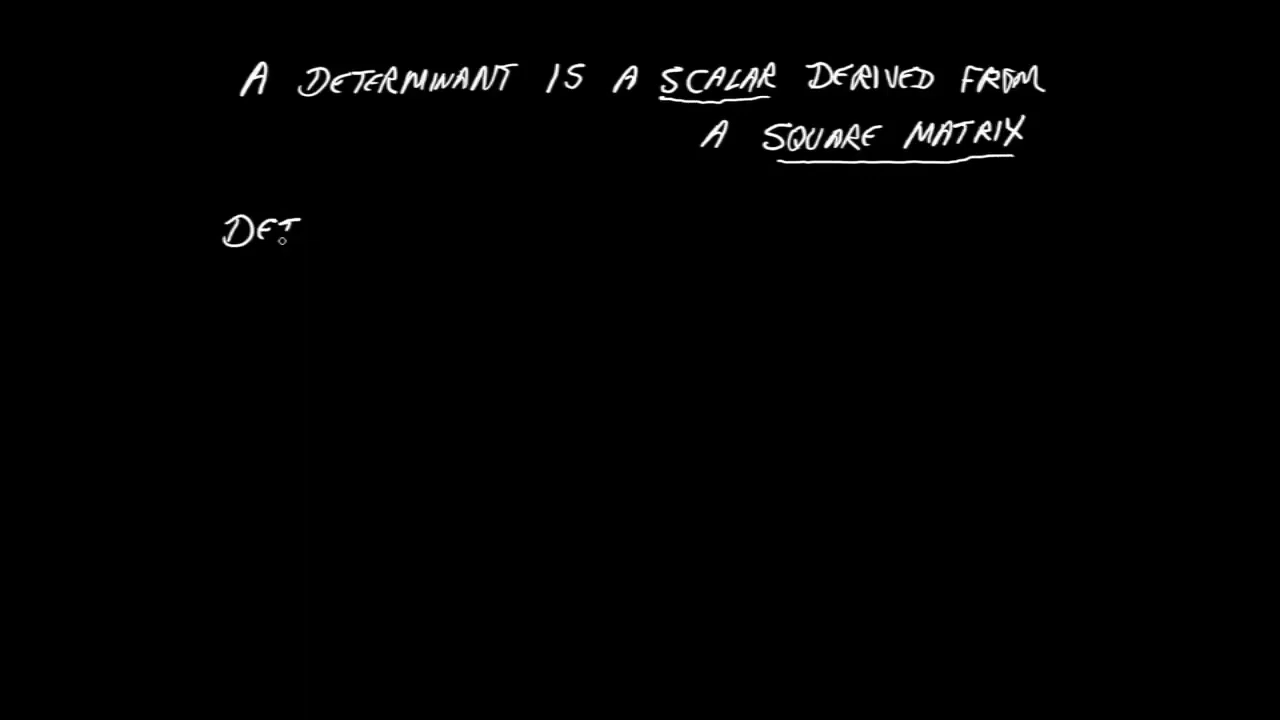 A DETERMINANT IS A SCALAR DERIVED FROM
A SQUARE MATRIX
DET